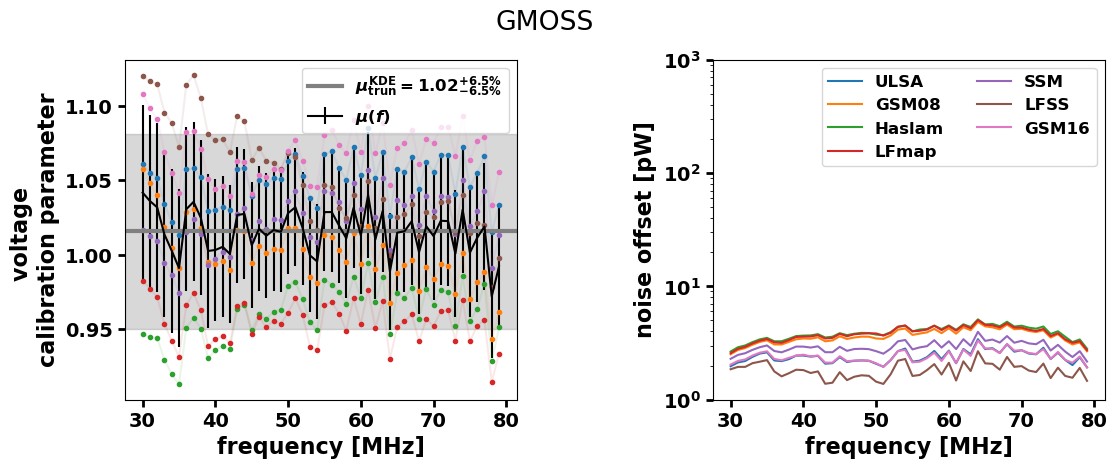 GMOSS
voltage
calibration parameter
1.10
1.05
1.00
0.95
μ^KDE_trun = 1.02^+6.5%_-6.5%
μ(f)
30 40 50 60 70 80
frequency [MHz]
noise offset [pW]
10³
10²
10¹
10⁰
ULSA
GSM08
Haslam
LFmap
SSM
LFSS
GSM16
30 40 50 60 70 80
frequency [MHz]